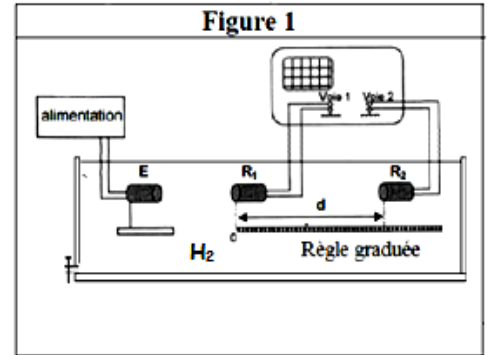 Figure 1
Voie 1 Voie 2
alimentation
E R₁ R₂
d
0
H₂ Règle graduée